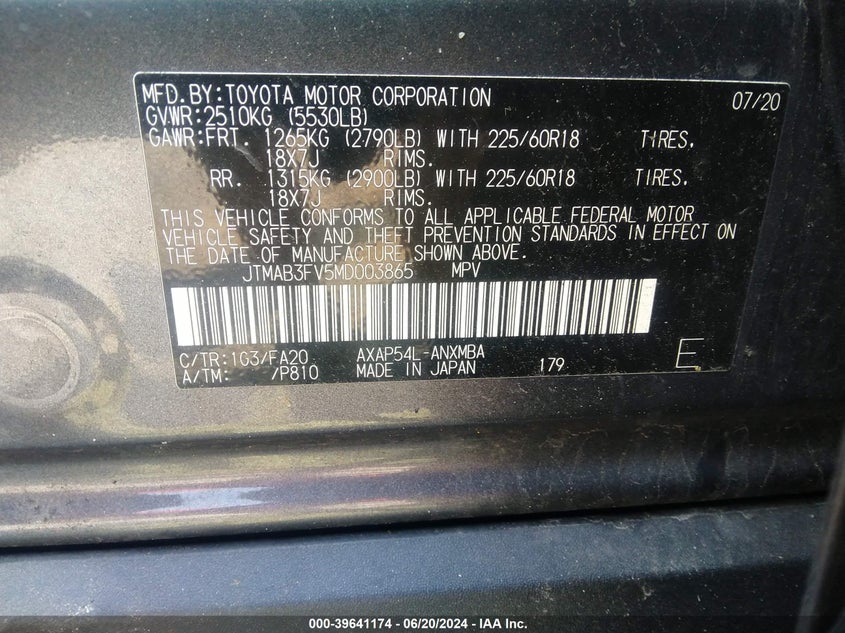 MFD.BY:TOYOTA MOTOR CORPORATION 07/20
GVWR:2510KG (5530LB)
GAWR:FRT. 1265KG (2790LB) WITH 225/60R18 TIRES,
18X7J RIMS.
RR. 1315KG (2900LB) WITH 225/60R18 TIRES,
18X7J RIMS.
THIS VEHICLE CONFORMS TO ALL APPLICABLE FEDERAL MOTOR
VEHICLE SAFETY AND THEFT PREVENTION STANDARDS IN EFFECT ON
THE DATE OF MANUFACTURE SHOWN ABOVE.
JTMAB3FV5MD003865 MPV
C/TR:1G3/FA20 AXAP54L-ANXMBA E
A/TM: /P810 MADE IN JAPAN 179
000-39641174 - 06/20/2024 - IAA Inc.